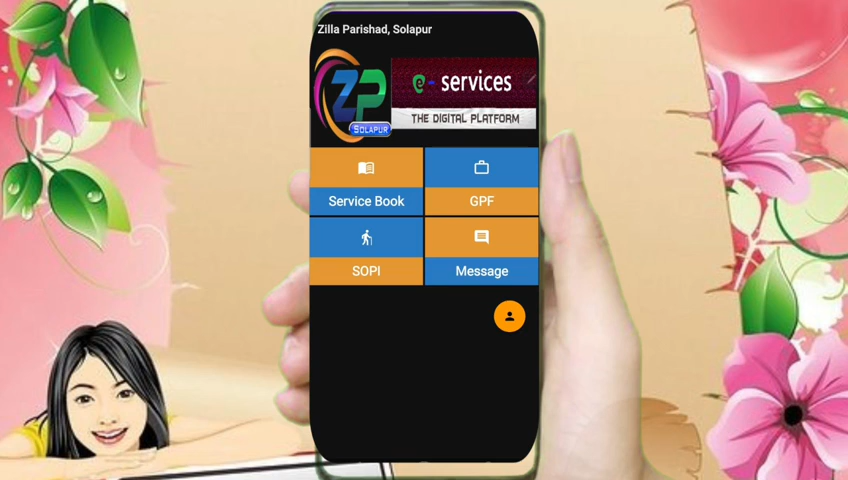 Zilla Parishad, Solapur
ZP
SOLAPUR
e-services
THE DIGITAL PLATFORM
Service Book
GPF
SOPI
Message